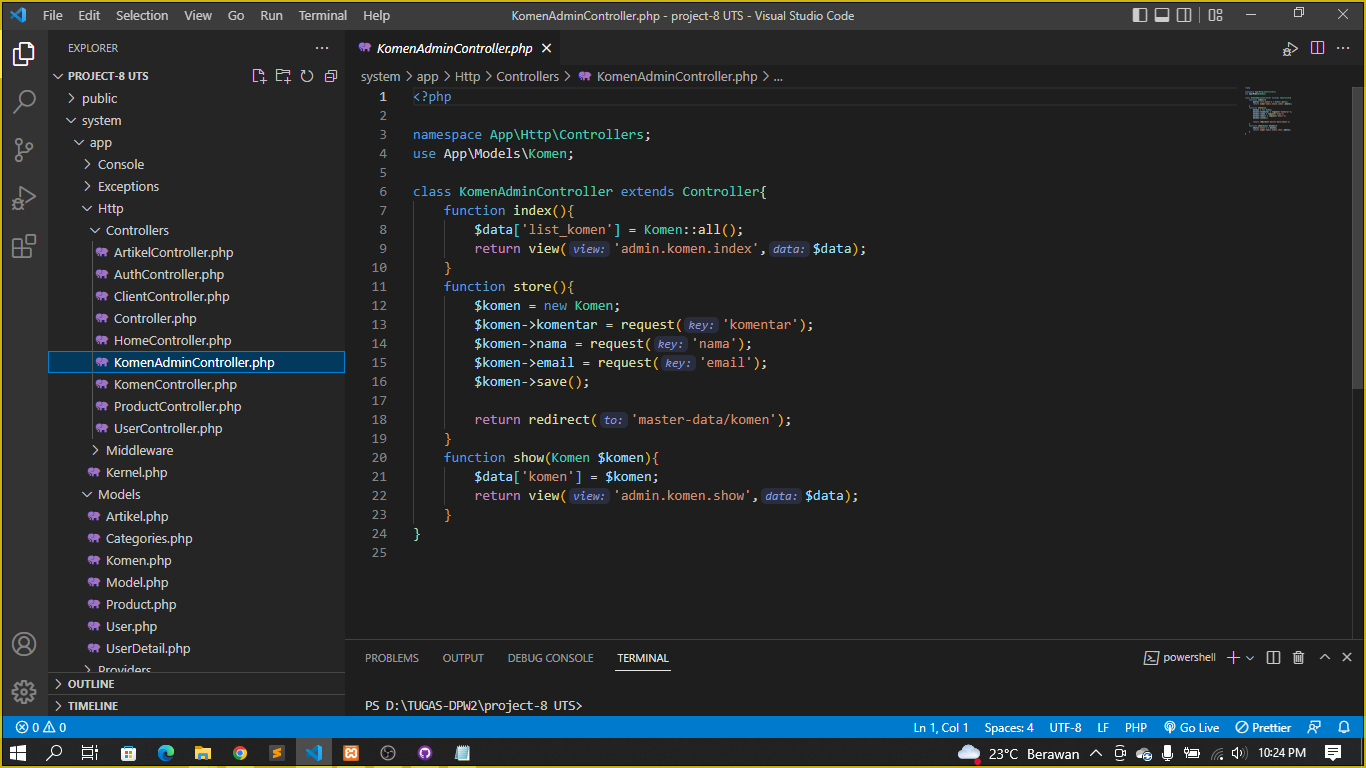 File Edit Selection View Go Run Terminal Help KomenAdminController.php - project-8 UTS - Visual Studio Code
EXPLORER
PROJECT-8 UTS
public
system
app
Console
Exceptions
Http
Controllers
ArtikelController.php
AuthController.php
ClientController.php
Controller.php
HomeController.php
KomenAdminController.php
KomenController.php
ProductController.php
UserController.php
Middleware
Kernel.php
Models
Artikel.php
Categories.php
Komen.php
Model.php
Product.php
User.php
UserDetail.php
Providers
OUTLINE
TIMELINE
KomenAdminController.php
system > app > Http > Controllers > KomenAdminController.php > ...
1 <?php
2
3 namespace App\Http\Controllers;
4 use App\Models\Komen;
5
6 class KomenAdminController extends Controller{
7 function index(){
8 $data['list_komen'] = Komen::all();
9 return view( view: 'admin.komen.index', data: $data);
10 }
11 function store(){
12 $komen = new Komen;
13 $komen->komentar = request( key: 'komentar');
14 $komen->nama = request( key: 'nama');
15 $komen->email = request( key: 'email');
16 $komen->save();
17
18 return redirect( to: 'master-data/komen');
19 }
20 function show(Komen $komen){
21 $data['komen'] = $komen;
22 return view( view: 'admin.komen.show', data: $data);
23 }
24 }
25
PROBLEMS OUTPUT DEBUG CONSOLE TERMINAL powershell
PS D:\TUGAS-DPW2\project-8 UTS>
0 0 Ln 1, Col 1 Spaces: 4 UTF-8 LF PHP Go Live Prettier
23°C Berawan 10:24 PM